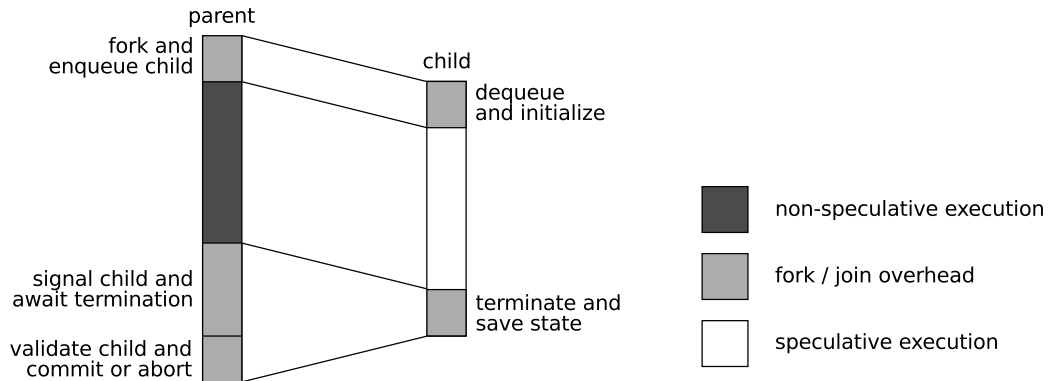 parent
fork and
enqueue child
child
dequeue
and initialize
signal child and
await termination
terminate and
save state
validate child and
commit or abort
non-speculative execution
fork / join overhead
speculative execution